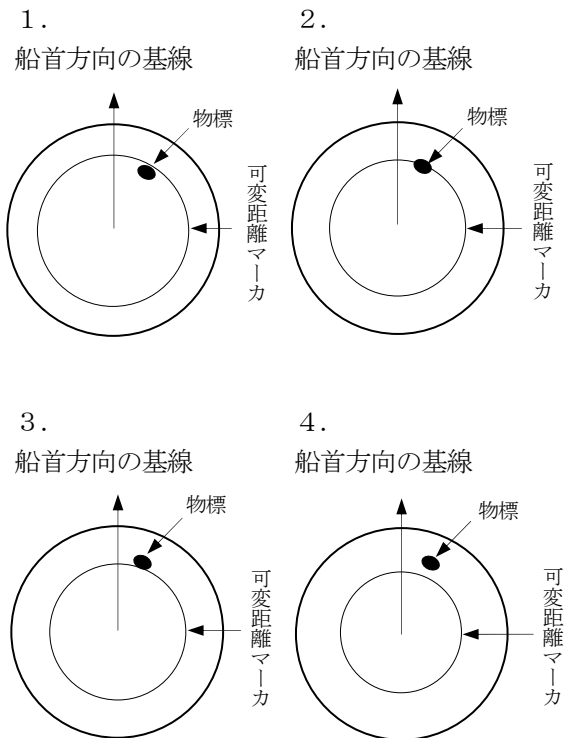 1.
船首方向の基線
物標
可変距離マーカ
2.
船首方向の基線
物標
可変距離マーカ
3.
船首方向の基線
物標
可変距離マーカ
4.
船首方向の基線
物標
可変距離マーカ